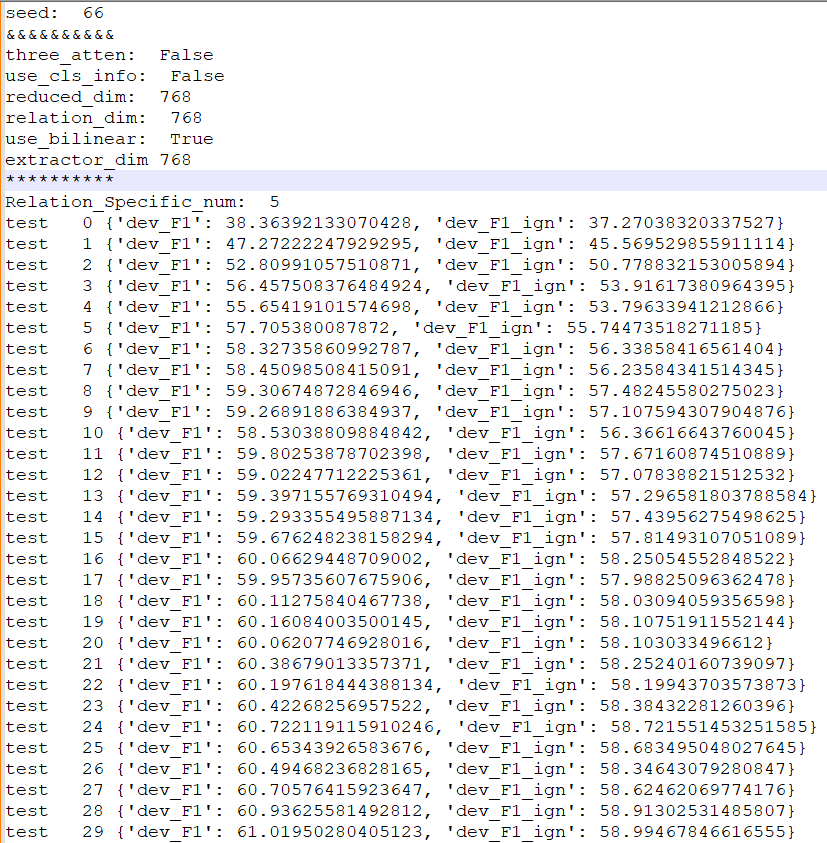 seed:  66
&&&&&&&&&&
three_atten:  False
use_cls_info:  False
reduced_dim:  768
relation_dim:  768
use_bilinear:  True
extractor_dim 768
**********
Relation_Specific_num:  5
test   0 {'dev_F1': 38.36392133070428, 'dev_F1_ign': 37.27038320337527}
test   1 {'dev_F1': 47.27222247929295, 'dev_F1_ign': 45.569529855911114}
test   2 {'dev_F1': 52.80991057510871, 'dev_F1_ign': 50.778832153005894}
test   3 {'dev_F1': 56.457508376484924, 'dev_F1_ign': 53.91617380964395}
test   4 {'dev_F1': 55.65419101574698, 'dev_F1_ign': 53.79633941212866}
test   5 {'dev_F1': 57.705380087872, 'dev_F1_ign': 55.74473518271185}
test   6 {'dev_F1': 58.32735860992787, 'dev_F1_ign': 56.33858416561404}
test   7 {'dev_F1': 58.45098508415091, 'dev_F1_ign': 56.23584341514345}
test   8 {'dev_F1': 59.30674872846946, 'dev_F1_ign': 57.48245580275023}
test   9 {'dev_F1': 59.26891886384937, 'dev_F1_ign': 57.107594307904876}
test   10 {'dev_F1': 58.53038809884842, 'dev_F1_ign': 56.36616643760045}
test   11 {'dev_F1': 59.80253878702398, 'dev_F1_ign': 57.67160874510889}
test   12 {'dev_F1': 59.02247712225361, 'dev_F1_ign': 57.07838821512532}
test   13 {'dev_F1': 59.397155769310494, 'dev_F1_ign': 57.296581803788584}
test   14 {'dev_F1': 59.293355495887134, 'dev_F1_ign': 57.43956275498625}
test   15 {'dev_F1': 59.676248238158294, 'dev_F1_ign': 57.81493107051089}
test   16 {'dev_F1': 60.06629448709002, 'dev_F1_ign': 58.25054552848522}
test   17 {'dev_F1': 59.95735607675906, 'dev_F1_ign': 57.98825096362478}
test   18 {'dev_F1': 60.11275840467738, 'dev_F1_ign': 58.03094059356598}
test   19 {'dev_F1': 60.16084003500145, 'dev_F1_ign': 58.10751911552144}
test   20 {'dev_F1': 60.06207746928016, 'dev_F1_ign': 58.103033496612}
test   21 {'dev_F1': 60.38679013357371, 'dev_F1_ign': 58.25240160739097}
test   22 {'dev_F1': 60.197618444388134, 'dev_F1_ign': 58.19943703573873}
test   23 {'dev_F1': 60.42268256957522, 'dev_F1_ign': 58.38432281260396}
test   24 {'dev_F1': 60.722119115910246, 'dev_F1_ign': 58.721551453251585}
test   25 {'dev_F1': 60.65343926583676, 'dev_F1_ign': 58.683495048027645}
test   26 {'dev_F1': 60.49468236828165, 'dev_F1_ign': 58.34643079280847}
test   27 {'dev_F1': 60.70576415923647, 'dev_F1_ign': 58.62462069774176}
test   28 {'dev_F1': 60.93625581492812, 'dev_F1_ign': 58.91302531485807}
test   29 {'dev_F1': 61.01950280405123, 'dev_F1_ign': 58.99467846616555}